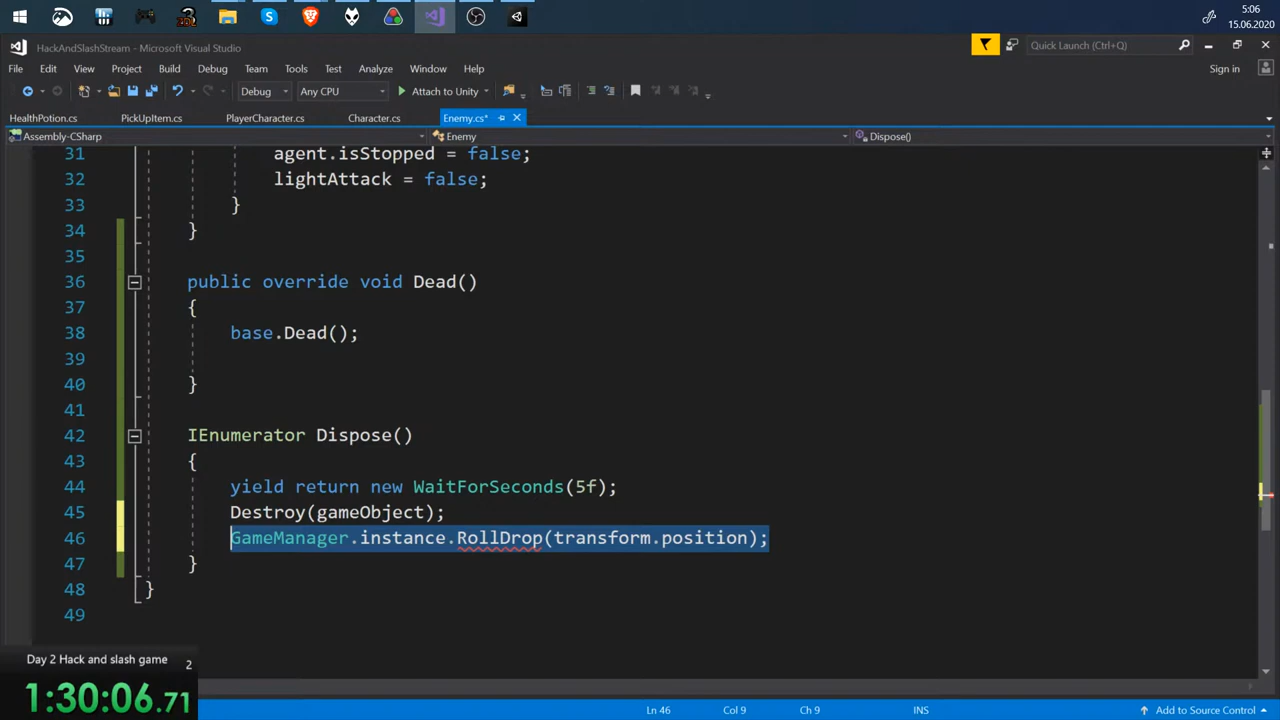 5:06
15.06.2020
HackAndSlashStream - Microsoft Visual Studio
Quick Launch (Ctrl+Q)
File Edit View Project Build Debug Team Tools Test Analyze Window Help
Sign in
Debug Any CPU Attach to Unity
HealthPotion.cs PickUpItem.cs PlayerCharacter.cs Character.cs Enemy.cs*
Assembly-CSharp Enemy Dispose()
31 agent.isStopped = false;
32 lightAttack = false;
33 }
34 }
35
36 public override void Dead()
37 {
38 base.Dead();
39
40 }
41
42 IEnumerator Dispose()
43 {
44 yield return new WaitForSeconds(5f);
45 Destroy(gameObject);
46 GameManager.instance.RollDrop(transform.position);
47 }
48 }
49
Day 2 Hack and slash game 2
1:30:06.71
Ln 46 Col 9 Ch 9 INS Add to Source Control